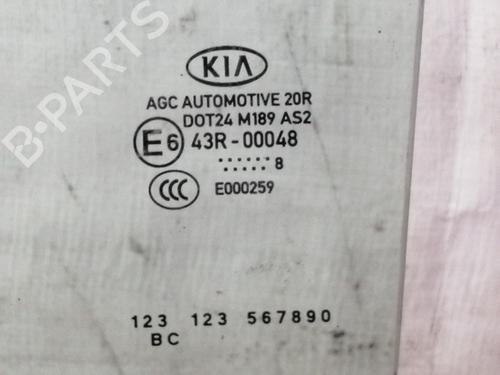 KIA
AGC AUTOMOTIVE 20R
DOT24 M189 AS2
E6 43R-00048
.......... 8
CCC E000259
123 123 567890
BC
B-PARTS